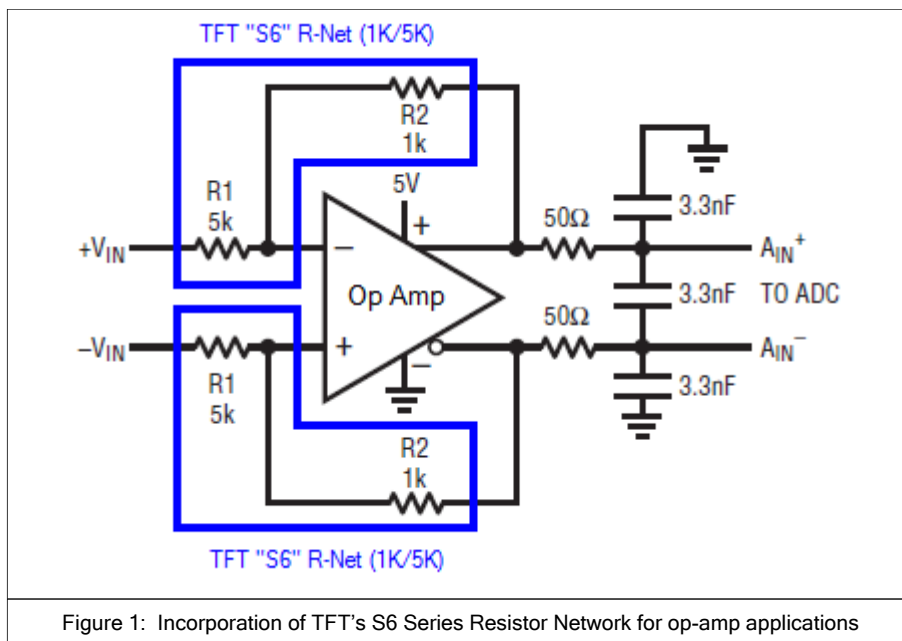 TFT "S6" R-Net (1K/5K)
R2
1k
5V
R1
5k
50Ω
3.3nF
+
+VIN
−
AIN+
Op Amp
3.3nF
TO ADC
50Ω
−VIN
+
−
AIN−
R1
5k
3.3nF
R2
1k
TFT "S6" R-Net (1K/5K)
Figure 1: Incorporation of TFT's S6 Series Resistor Network for op-amp applications